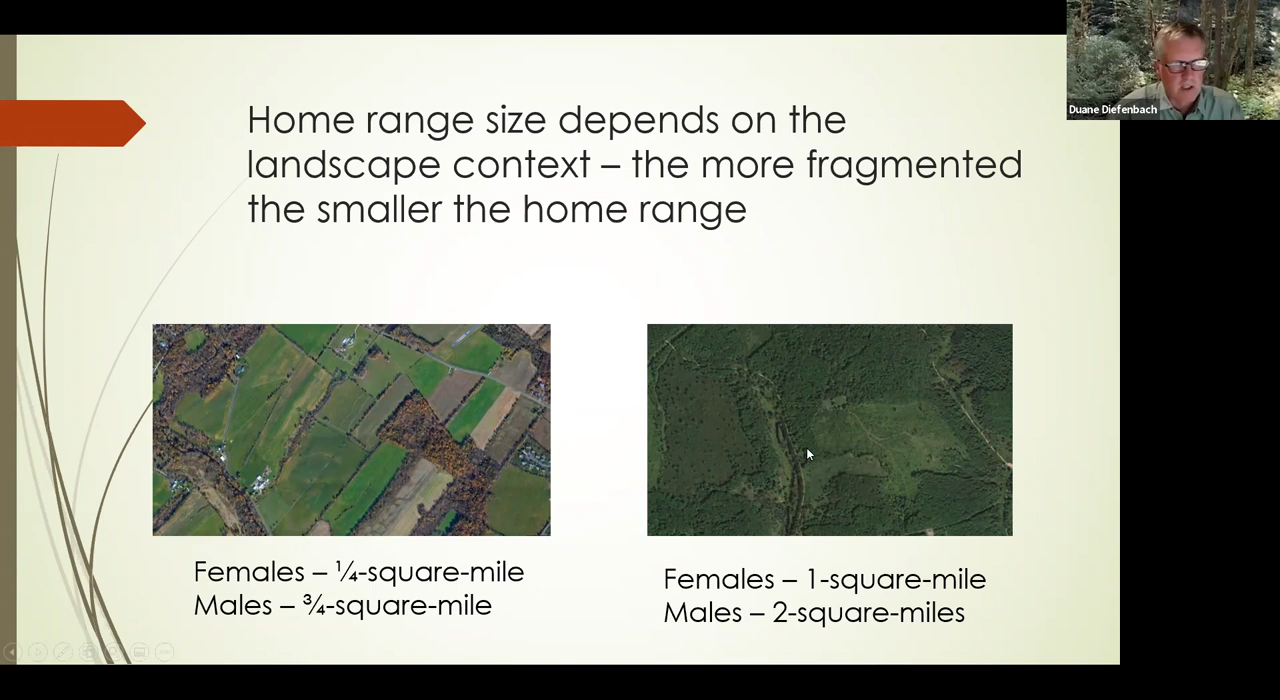 Duane Diefenbach
Home range size depends on the
landscape context – the more fragmented
the smaller the home range
Females – ¼-square-mile
Males – ¾-square-mile
Females – 1-square-mile
Males – 2-square-miles